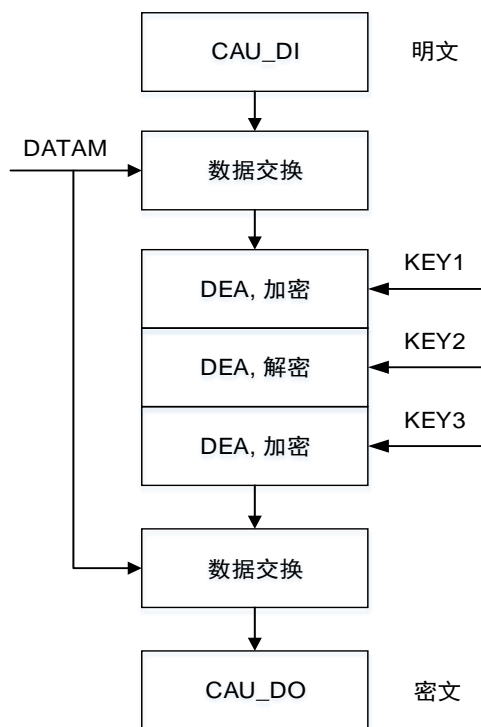 CAU_DI 明文
DATAM
数据交换
KEY1
DEA, 加密
KEY2
DEA, 解密
KEY3
DEA, 加密
数据交换
CAU_DO 密文